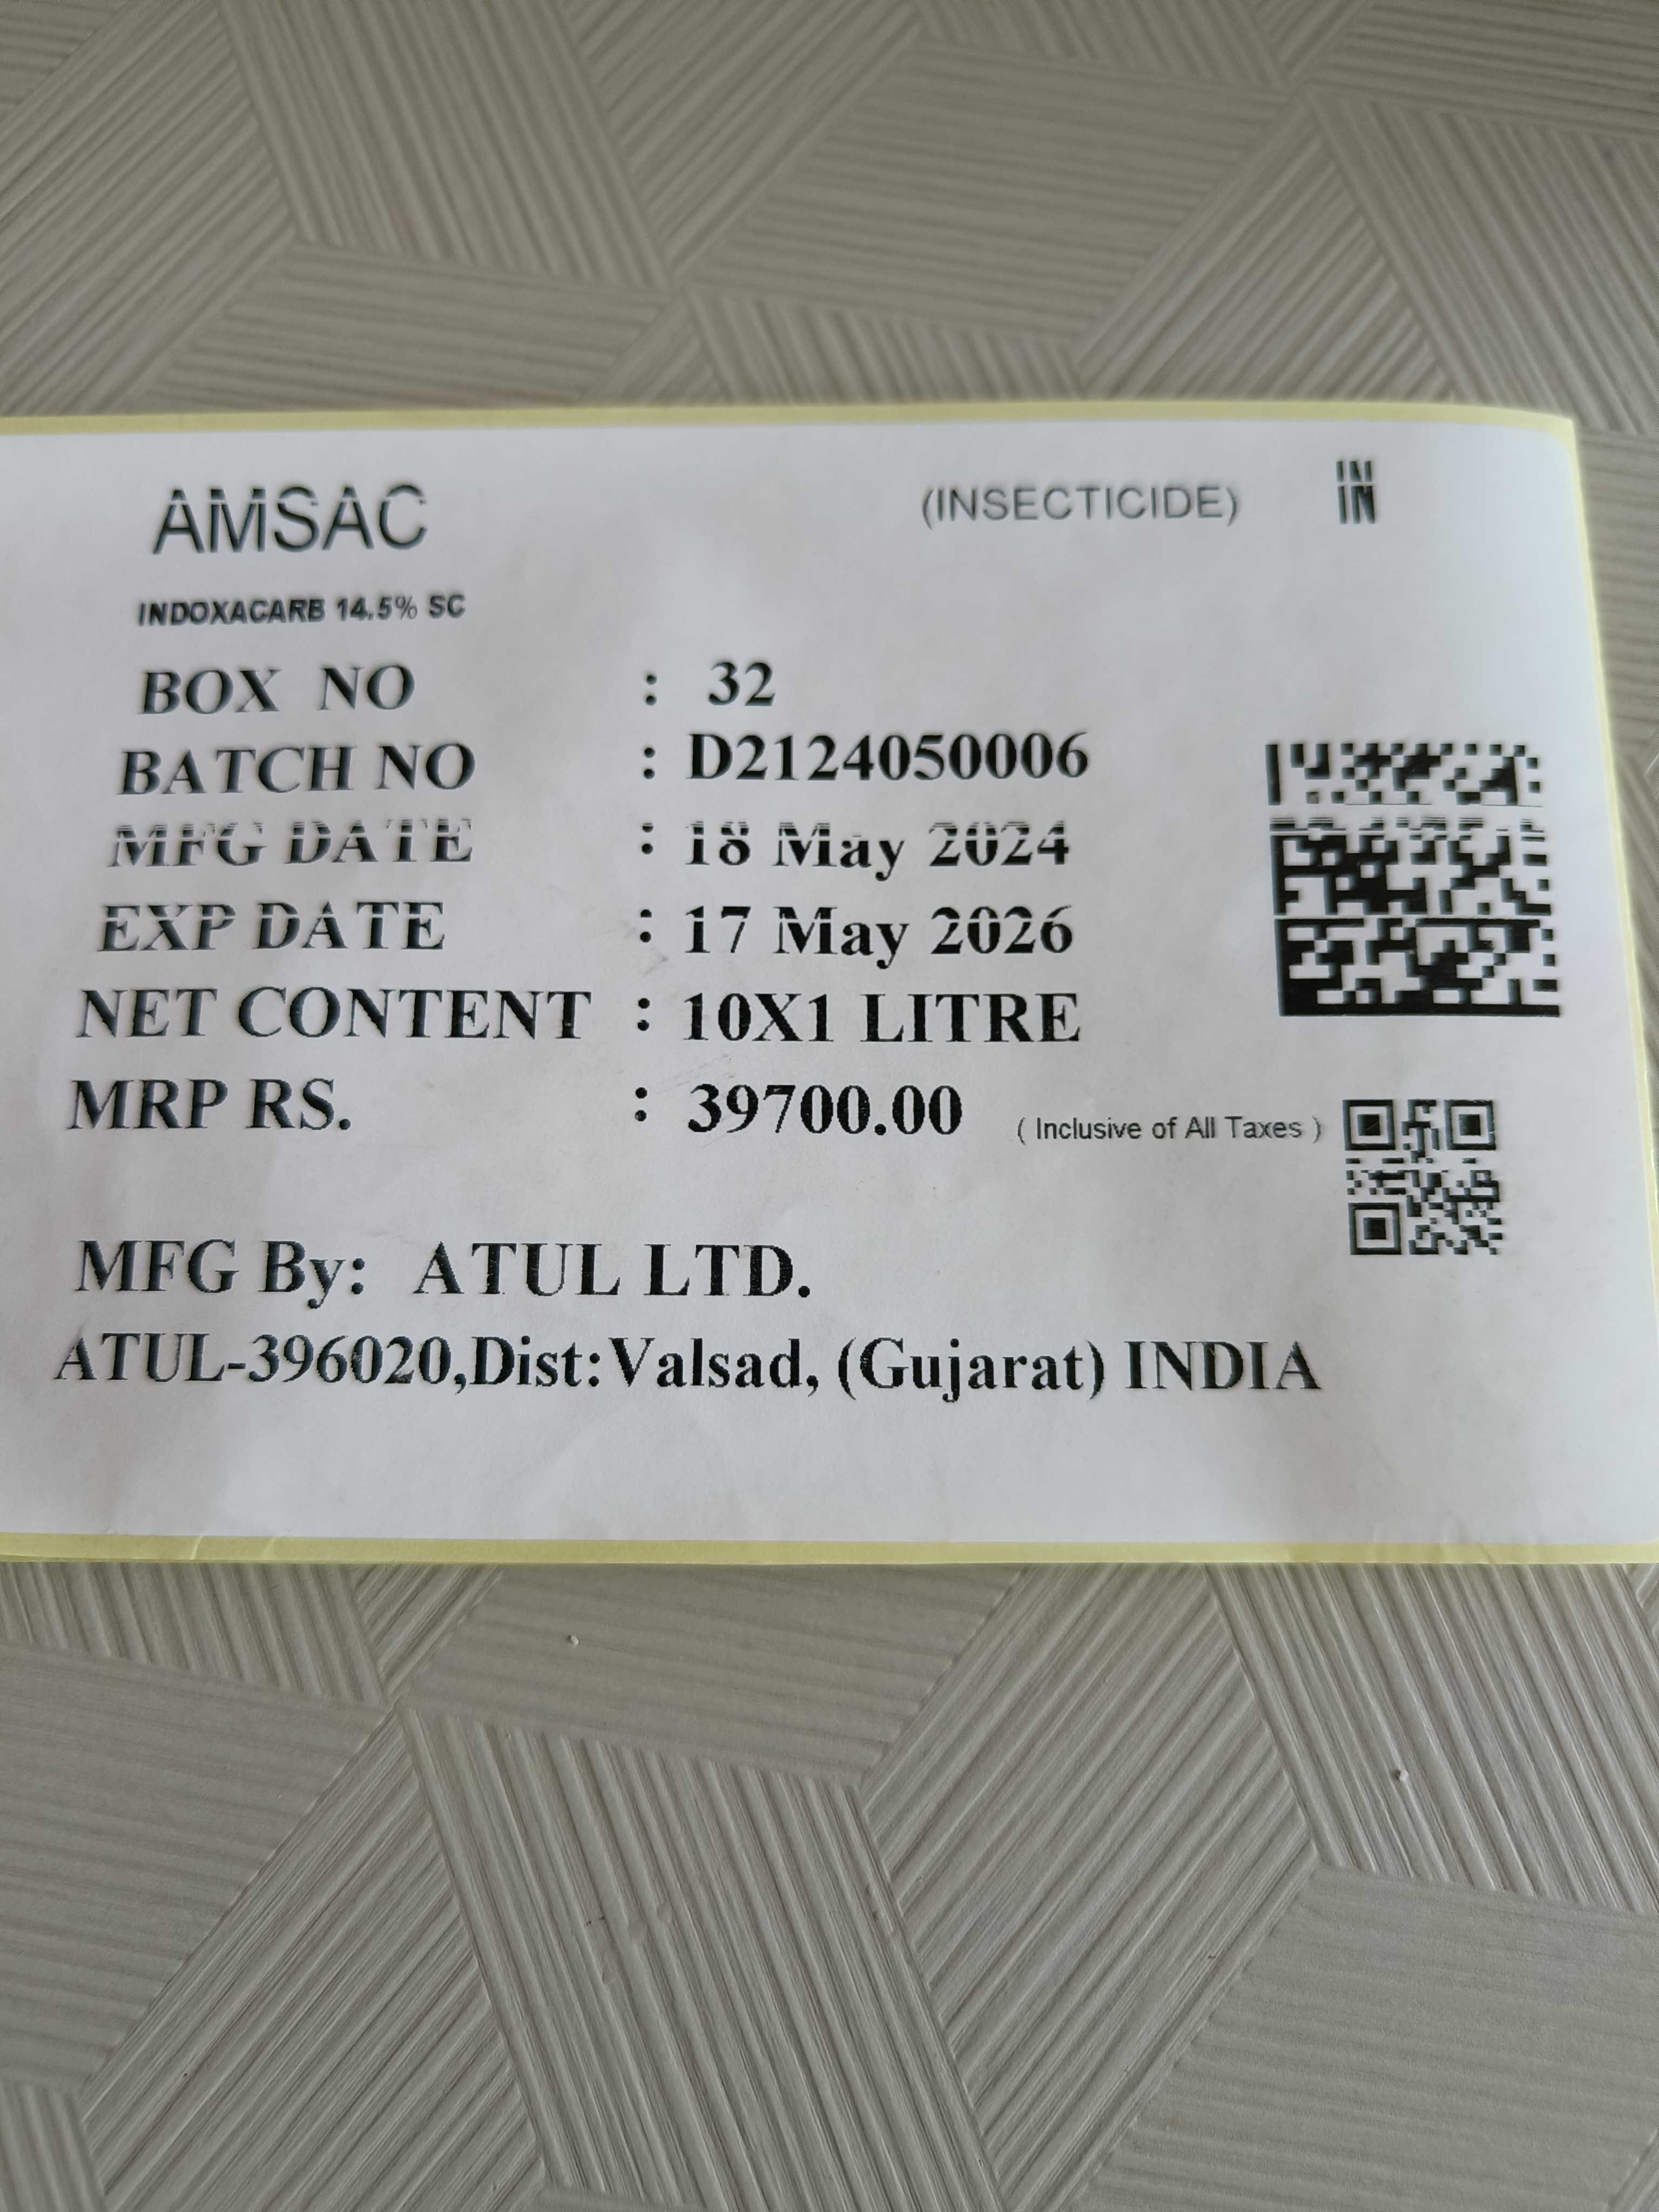 AMSAC (INSECTICIDE) IN
INDOXACARB 14.5% SC
BOX NO : 32
BATCH NO : D2124050006
MFG DATE : 18 May 2024
EXP DATE : 17 May 2026
NET CONTENT : 10X1 LITRE
MRP RS. : 39700.00 ( Inclusive of All Taxes )
MFG By: ATUL LTD.
ATUL-396020,Dist:Valsad, (Gujarat) INDIA